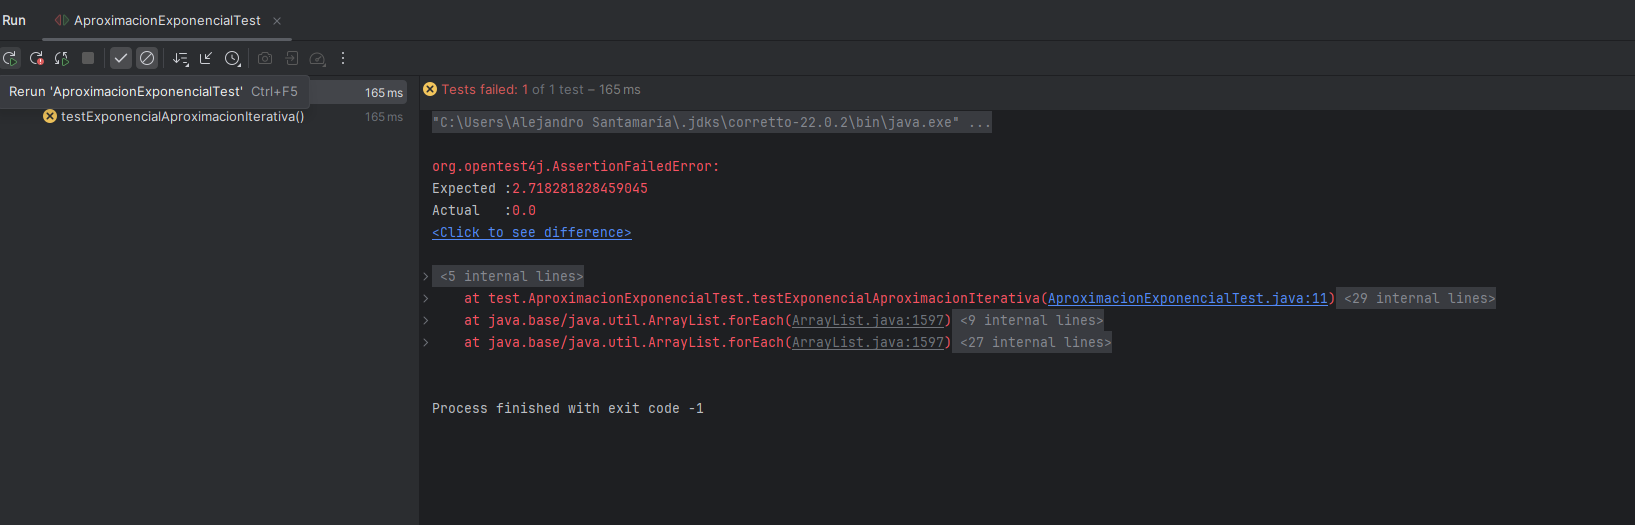 Run AproximacionExponencialTest ×
Rerun 'AproximacionExponencialTest' Ctrl+F5 165 ms
testExponencialAproximacionIterativa() 165 ms
Tests failed: 1 of 1 test – 165 ms
"C:\Users\Alejandro Santamaría\.jdks\corretto-22.0.2\bin\java.exe" ...
org.opentest4j.AssertionFailedError:
Expected :2.718281828459045
Actual   :0.0
<Click to see difference>
<5 internal lines>
at test.AproximacionExponencialTest.testExponencialAproximacionIterativa(AproximacionExponencialTest.java:11) <29 internal lines>
at java.base/java.util.ArrayList.forEach(ArrayList.java:1597) <9 internal lines>
at java.base/java.util.ArrayList.forEach(ArrayList.java:1597) <27 internal lines>
Process finished with exit code -1